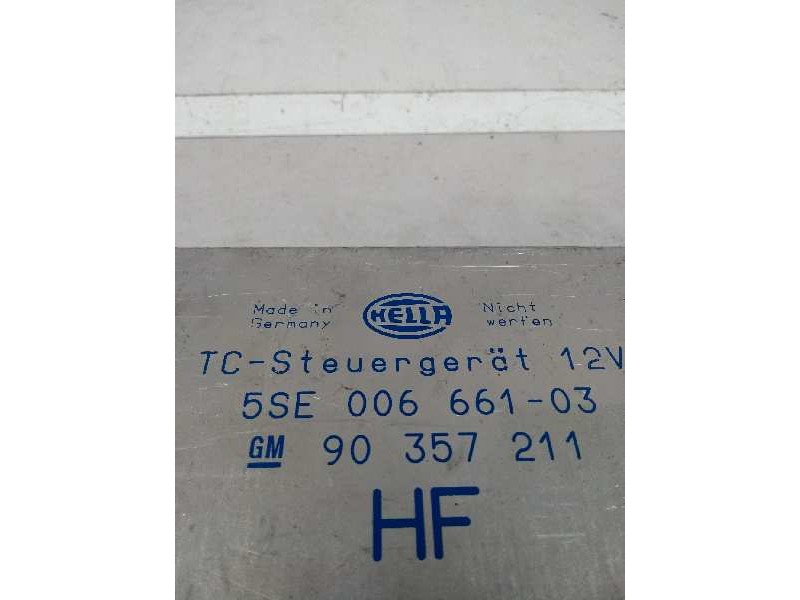 Made in
Germany
HELLA
Nicht
werfen
TC-Steuergerät 12V
5SE 006 661-03
GM 90 357 211
HF